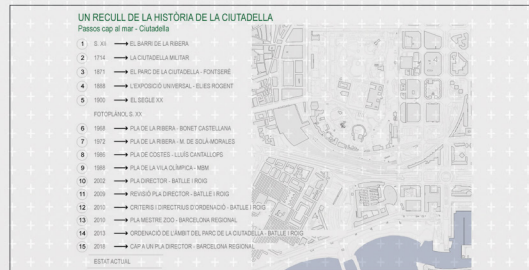 UN RECULL DE LA HISTÒRIA DE LA CIUTADELLA
Passos cap al mar - Ciutadella
1 S. XX → EL BARRI DE LA RIBERA
2 1714 → LA CIUTADELLA MILITAR
3 1871 → EL PARC DE LA CIUTADELLA - FONTSERÈ
4 1888 → L'EXPOSICIÓ UNIVERSAL - ELIES ROGENT
5 1900 → EL SEGLE XX
FOTOPLÀNOL S. XX
6 1968 → PLA DE LA RIBERA - BONET CASTELLANA
7 1972 → PLA DE LA RIBERA - M. DE SOLÀ MORALES
8 1986 → PLA DE COSTES - LLUÍS CANTALLOPS
9 1988 → PLA DE LA VILA OLÍMPICA - MBM
10 2002 → PLA DIRECTOR - BATLLE I ROIG
11 2009 → REVISIÓ PLA DIRECTOR - BATLLE I ROIG
12 2010 → CRITERIS I DIRECTRIUS D'ORDENACIÓ - BATLLE I ROIG
13 2010 → PLA MESTRE ZOO - BARCELONA REGIONAL
14 2013 → ORDENACIÓ DE L'ÀMBIT DEL PARC DE LA CIUTADELLA - BATLLE I ROIG
15 2018 → CAP A UN PLA DIRECTOR - BARCELONA REGIONAL
ESTAT ACTUAL